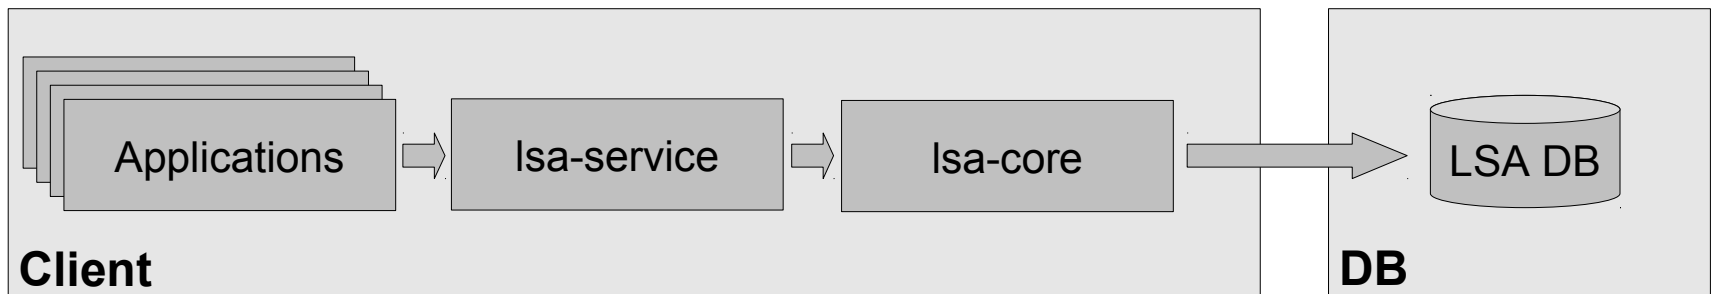 Applications
lsa-service
lsa-core
LSA DB
Client
DB